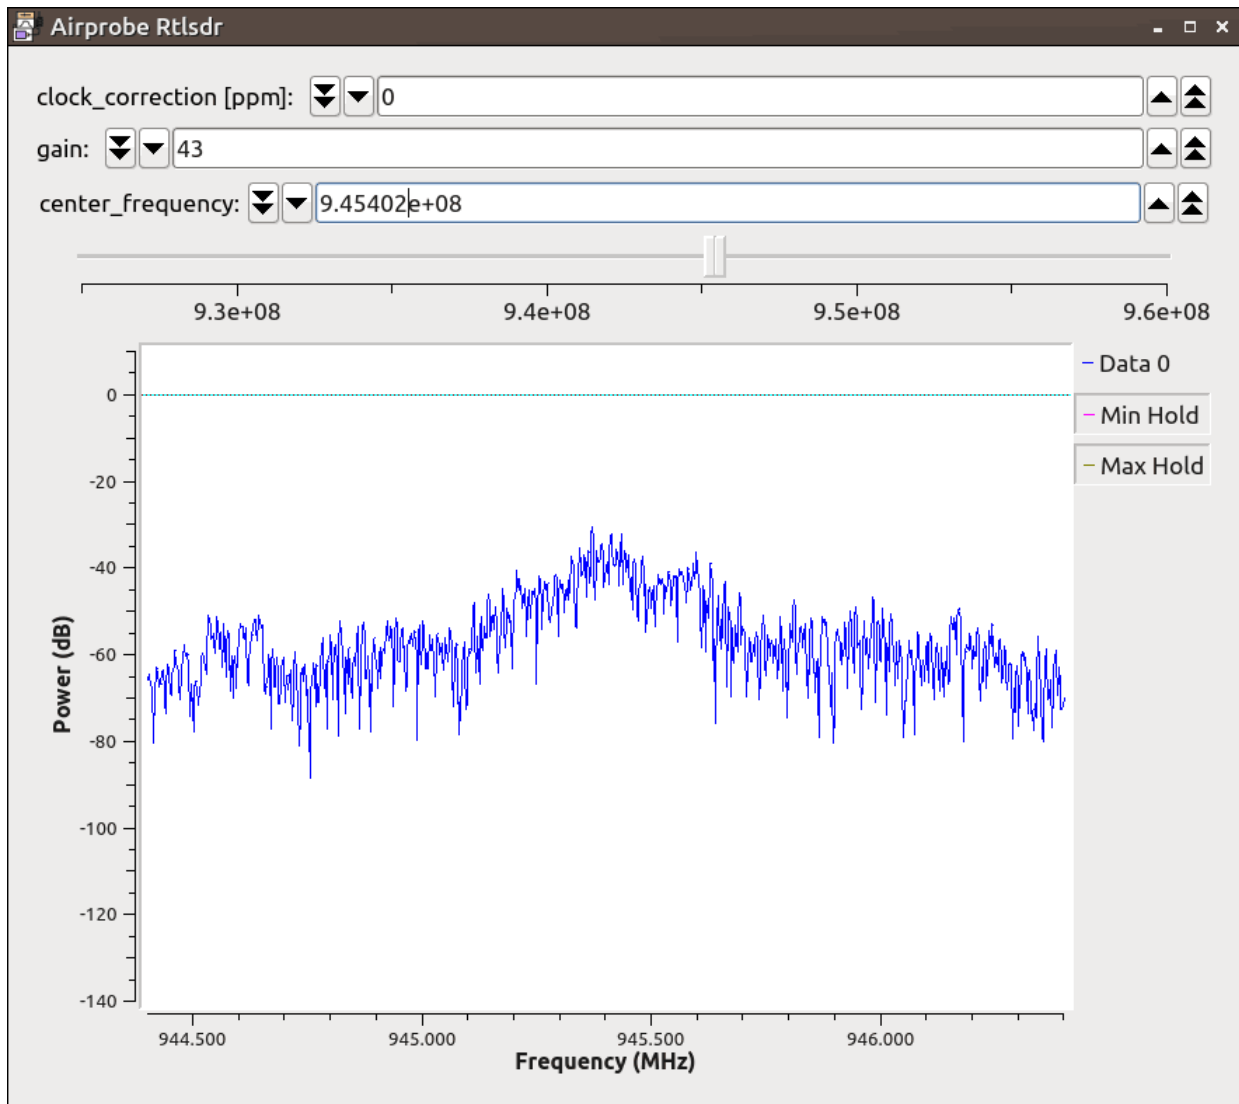 Airprobe Rtlsdr
clock_correction [ppm]: 0
gain: 43
center_frequency: 9.45402e+08
9.3e+08 9.4e+08 9.5e+08 9.6e+08
Data 0
Min Hold
Max Hold
0
-20
-40
-60
-80
-100
-120
-140
Power (dB)
944.500 945.000 945.500 946.000
Frequency (MHz)